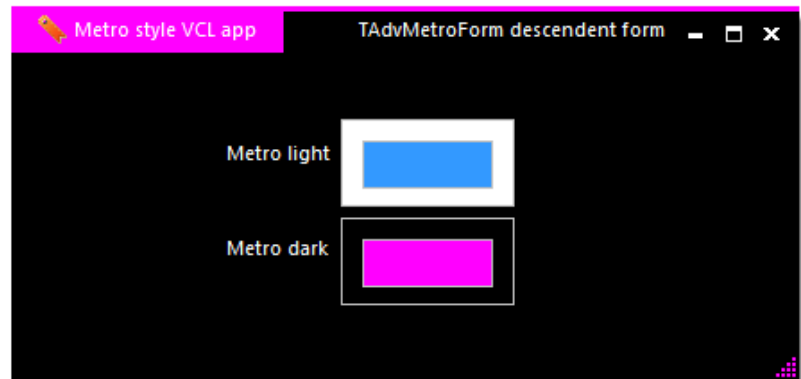 Metro style VCL app
TAdvMetroForm descendent form
Metro light
Metro dark